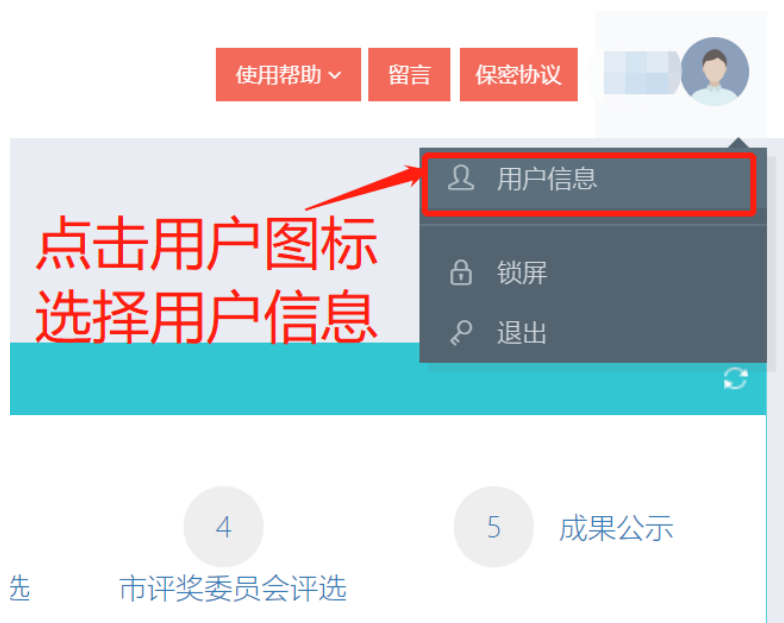 使用帮助 留言 保密协议
用户信息
点击用户图标
选择用户信息
锁屏
退出
4
5 成果公示
选 市评奖委员会评选